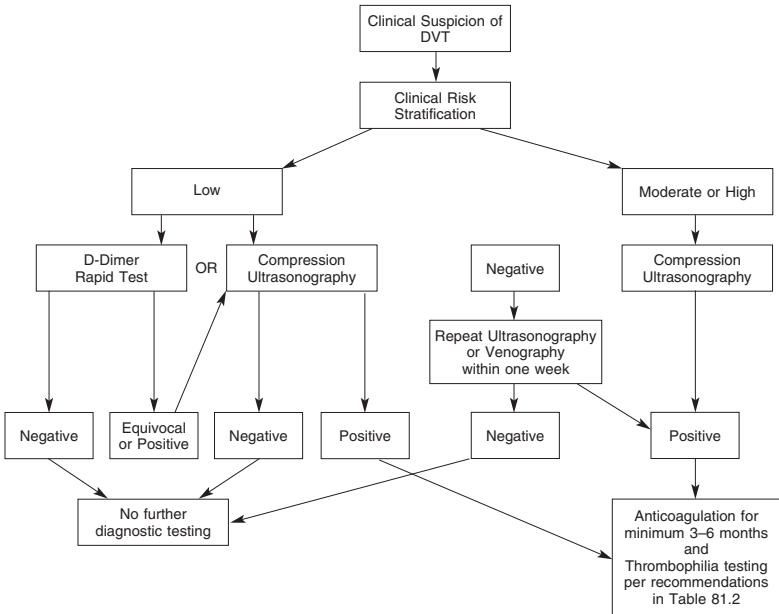 Clinical Suspicion of
DVT
Clinical Risk
Stratification
Low
Moderate or High
D-Dimer
Rapid Test
OR
Compression
Ultrasonography
Negative
Compression
Ultrasonography
Repeat Ultrasonography
or Venography
within one week
Negative
Equivocal
or Positive
Negative
Positive
Negative
Positive
No further
diagnostic testing
Anticoagulation for
minimum 3–6 months
and
Thrombophilia testing
per recommendations
in Table 81.2